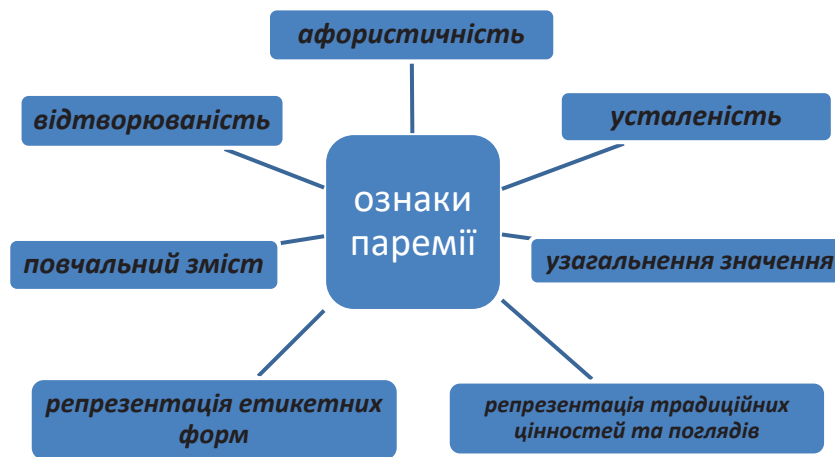 афористичність
відтворюваність
усталеність
ознаки
паремії
повчальний зміст
узагальнення значення
репрезентація етикетних
форм
репрезентація традиційних
цінностей та поглядів